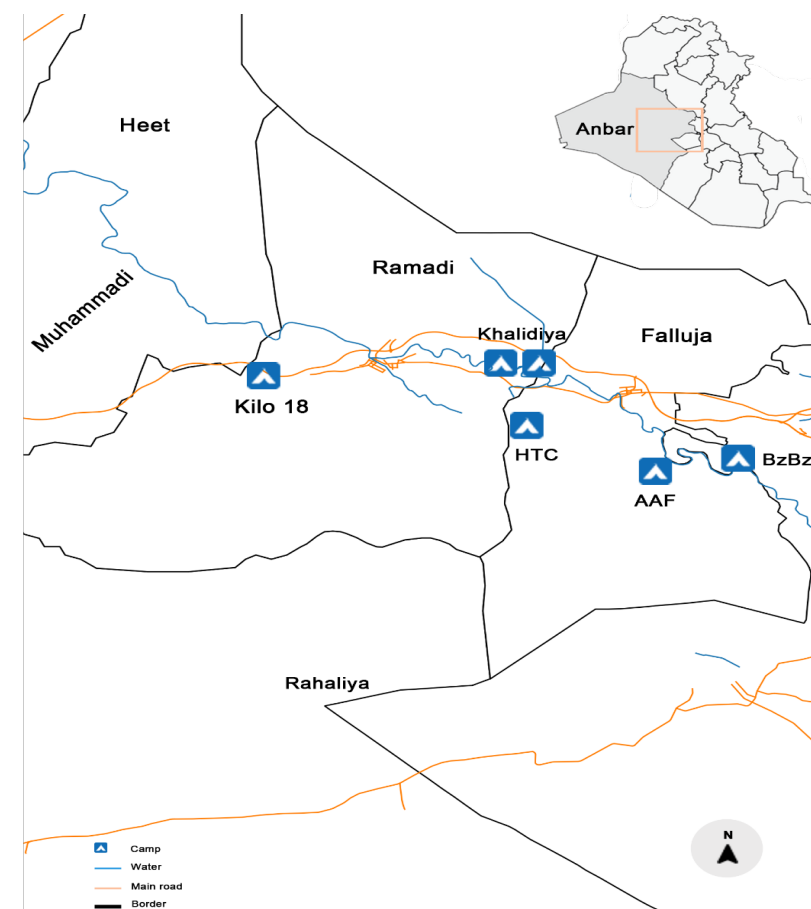 Heet
Anbar
Muhammadi
Ramadi
Khalidiya
Falluja
Kilo 18
HTC
BzBz
AAF
Rahaliya
N
Camp
Water
Main road
Border